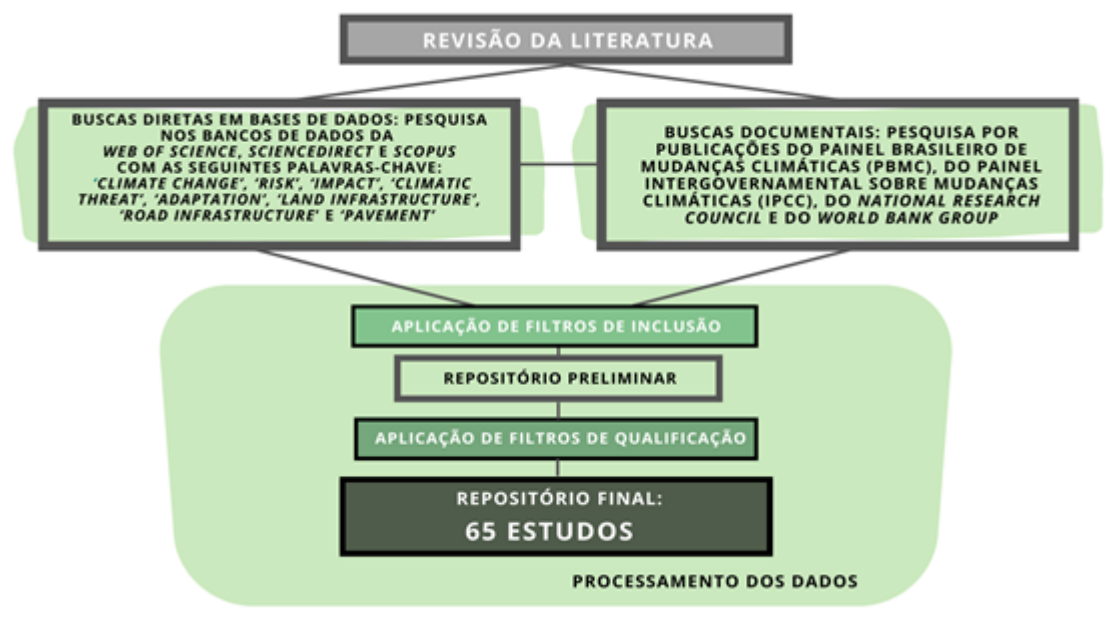 REVISÃO DA LITERATURA
BUSCAS DIRETAS EM BASES DE DADOS: PESQUISA
NOS BANCOS DE DADOS DA
WEB OF SCIENCE, SCIENCEDIRECT E SCOPUS
COM AS SEGUINTES PALAVRAS-CHAVE:
'CLIMATE CHANGE', 'RISK', 'IMPACT', 'CLIMATIC
THREAT', 'ADAPTATION', 'LAND INFRASTRUCTURE',
'ROAD INFRASTRUCTURE' E 'PAVEMENT'
BUSCAS DOCUMENTAIS: PESQUISA POR
PUBLICAÇÕES DO PAINEL BRASILEIRO DE
MUDANÇAS CLIMÁTICAS (PBMC), DO PAINEL
INTERGOVERNAMENTAL SOBRE MUDANÇAS
CLIMÁTICAS (IPCC), DO NATIONAL RESEARCH
COUNCIL E DO WORLD BANK GROUP
APLICAÇÃO DE FILTROS DE INCLUSÃO
REPOSITÓRIO PRELIMINAR
APLICAÇÃO DE FILTROS DE QUALIFICAÇÃO
REPOSITÓRIO FINAL:
65 ESTUDOS
PROCESSAMENTO DOS DADOS